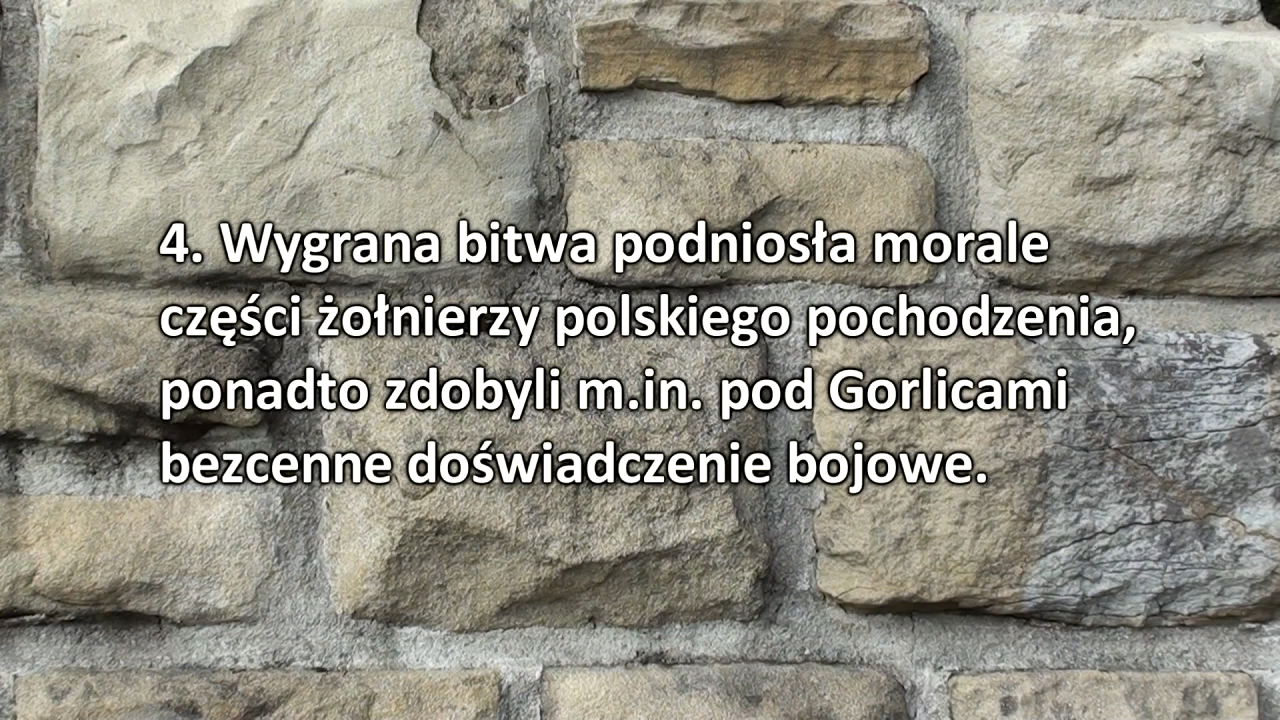 4. Wygrana bitwa podniosła morale
części żołnierzy polskiego pochodzenia,
ponadto zdobyli m.in. pod Gorlicami
bezcenne doświadczenie bojowe.